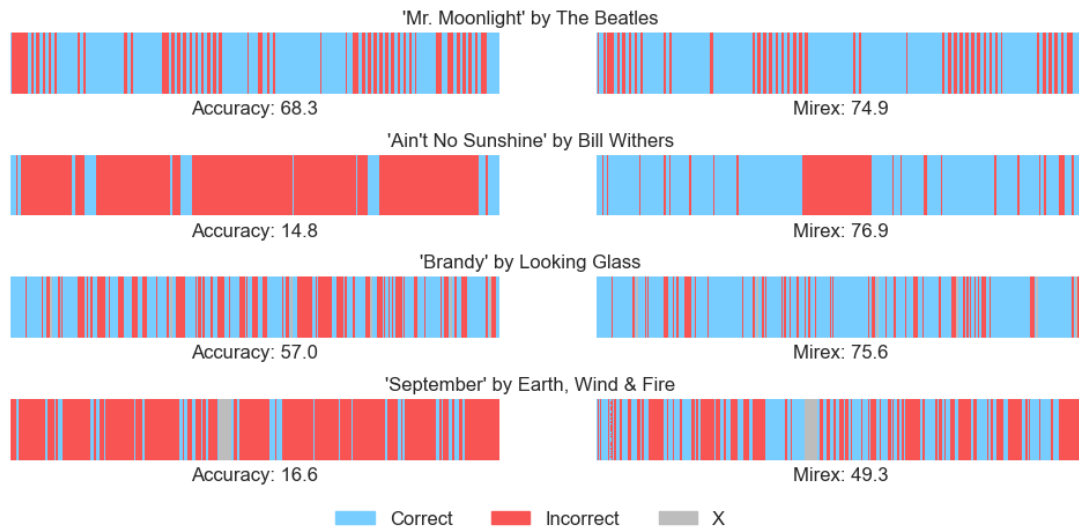 'Mr. Moonlight' by The Beatles
Accuracy: 68.3
Mirex: 74.9
'Ain't No Sunshine' by Bill Withers
Accuracy: 14.8
Mirex: 76.9
'Brandy' by Looking Glass
Accuracy: 57.0
Mirex: 75.6
'September' by Earth, Wind & Fire
Accuracy: 16.6
Mirex: 49.3
Correct
Incorrect
X